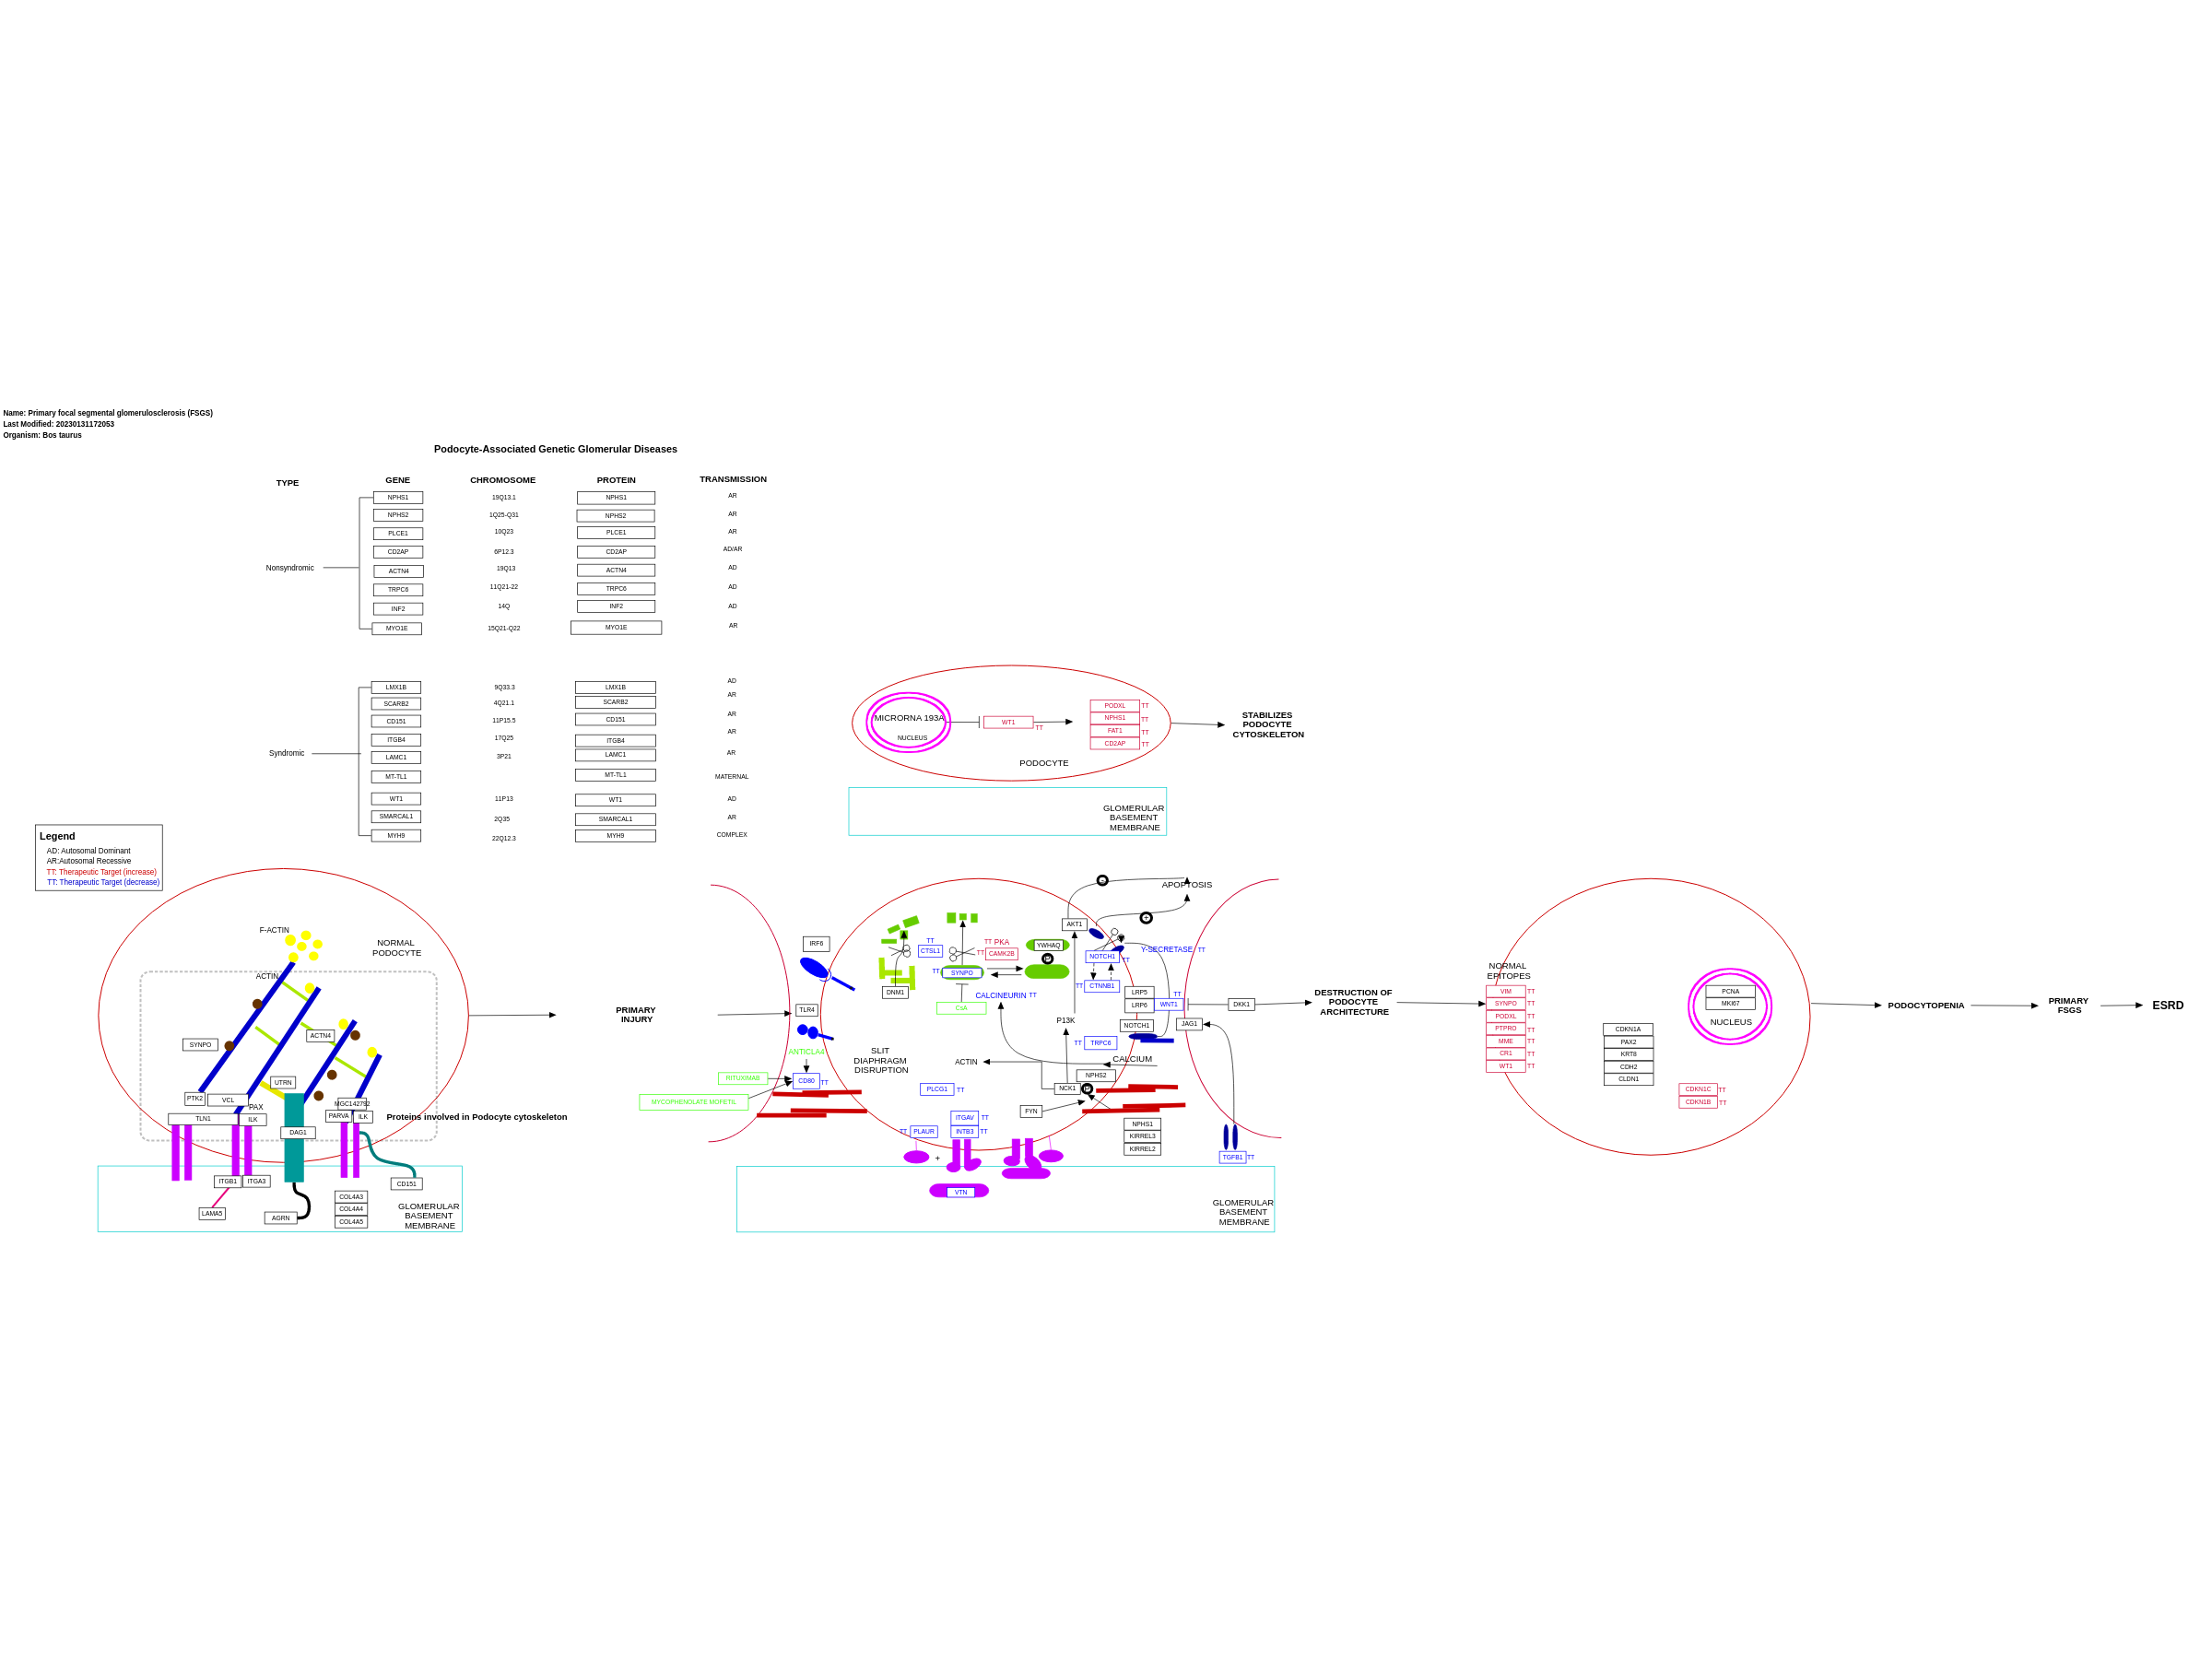 Name: Primary focal segmental glomerulosclerosis (FSGS)
Last Modified: 20230131172053
Organism: Bos taurus
Podocyte-Associated Genetic Glomerular Diseases
TYPE GENE CHROMOSOME PROTEIN TRANSMISSION
NPHS1 19Q13.1 NPHS1 AR
NPHS2 1Q25-Q31 NPHS2 AR
PLCE1 10Q23 PLCE1 AR
CD2AP 6P12.3 CD2AP AD/AR
Nonsyndromic
ACTN4 19Q13 ACTN4 AD
TRPC6 11Q21-22 TRPC6 AD
INF2 14Q INF2 AD
MYO1E 15Q21-Q22 MYO1E AR
LMX1B 9Q33.3 LMX1B AD
SCARB2 4Q21.1 SCARB2 AR
CD151 11P15.5 CD151 AR
ITGB4 17Q25 ITGB4 AR
Syndromic
LAMC1 3P21 LAMC1 AR
MT-TL1 MT-TL1 MATERNAL
WT1 11P13 WT1 AD
SMARCAL1 2Q35 SMARCAL1 AR
MYH9 22Q12.3 MYH9 COMPLEX
MICRORNA 193A
NUCLEUS
WT1 TT
PODXL TT
NPHS1 TT
FAT1 TT
CD2AP TT
PODOCYTE
STABILIZES
PODOCYTE
CYTOSKELETON
GLOMERULAR
BASEMENT
MEMBRANE
Legend
AD: Autosomal Dominant
AR:Autosomal Recessive
TT: Therapeutic Target (increase)
TT: Therapeutic Target (decrease)
F-ACTIN
NORMAL
PODOCYTE
ACTIN
ACTN4
SYNPO
UTRN
PTK2
VCL
PAX
MGC142792
TLN1
ILK
PARVA
ILK
DAG1
Proteins involved in Podocyte cytoskeleton
ITGB1
ITGA3
CD151
LAMA5
AGRN
COL4A3
COL4A4
COL4A5
GLOMERULAR
BASEMENT
MEMBRANE
PRIMARY
INJURY
IRF6
TLR4
ANTICLA4
RITUXIMAB
CD80 TT
MYCOPHENOLATE MOFETIL
SLIT
DIAPHRAGM
DISRUPTION
DNM1
TT
CTSL1
TT PKA
TT CAMK2B
TT SYNPO
YWHAQ
P
CsA
CALCINEURIN TT
AKT1
APOPTOSIS
-
+
NOTCH1 TT
Y-SECRETASE TT
TT CTNNB1
LRP5
LRP6
TT
WNT1
DKK1
P13K
NOTCH1
JAG1
TT TRPC6
CALCIUM
ACTIN
NPHS2
NCK1
P
PLCG1 TT
FYN
NPHS1
KIRREL3
KIRREL2
ITGAV TT
INTB3 TT
TT PLAUR
+
VTN
TGFB1 TT
GLOMERULAR
BASEMENT
MEMBRANE
DESTRUCTION OF
PODOCYTE
ARCHITECTURE
NORMAL
EPITOPES
VIM TT
SYNPO TT
PODXL TT
PTPRO TT
MME TT
CR1 TT
WT1 TT
CDKN1A
PAX2
KRT8
CDH2
CLDN1
PCNA
MKI67
NUCLEUS
CDKN1C TT
CDKN1B TT
PODOCYTOPENIA
PRIMARY
FSGS
ESRD